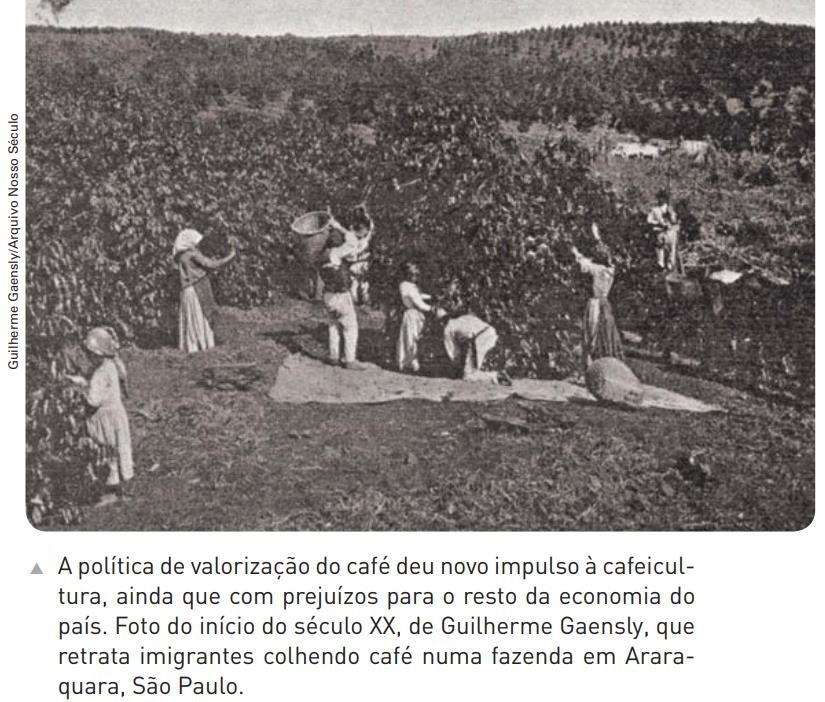 Guilherme Gaensly/Arquivo Nosso Século
A política de valorização do café deu novo impulso à cafeicul-
tura, ainda que com prejuízos para o resto da economia do
país. Foto do início do século XX, de Guilherme Gaensly, que
retrata imigrantes colhendo café numa fazenda em Arara-
quara, São Paulo.